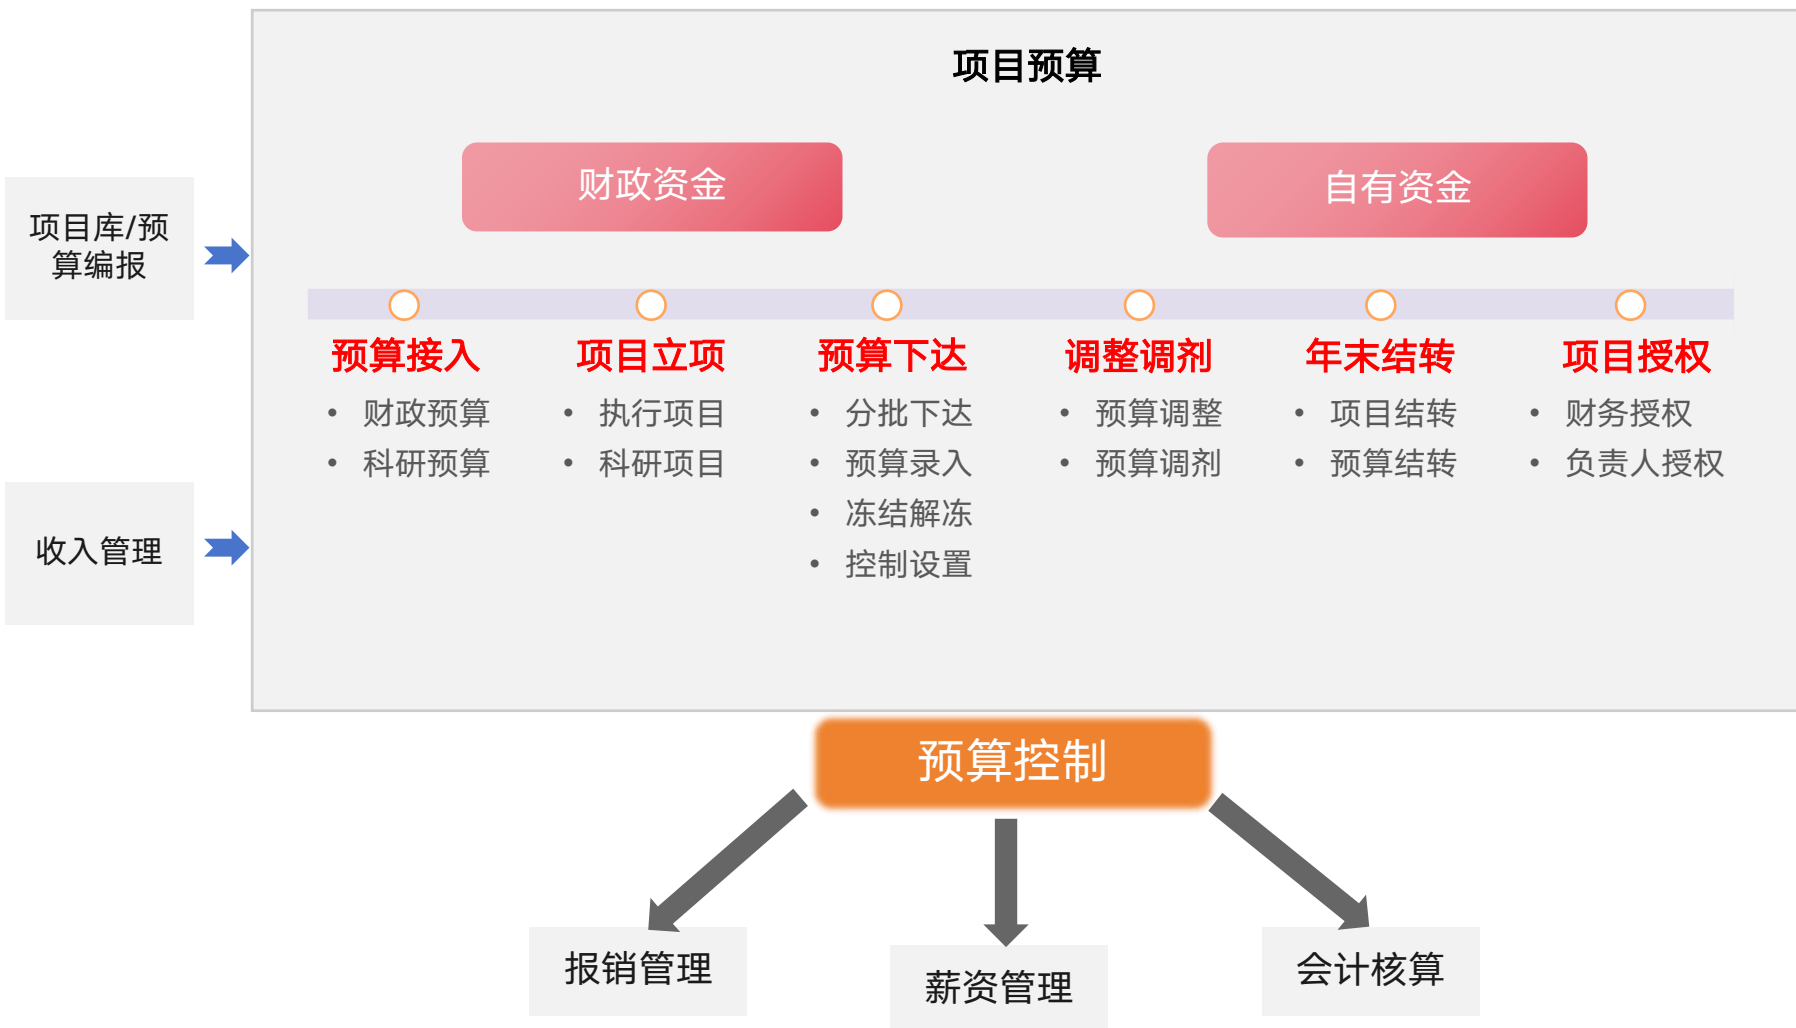 项目预算
财政资金
自有资金
项目库/预
算编报
收入管理
预算接入
• 财政预算
• 科研预算
项目立项
• 执行项目
• 科研项目
预算下达
• 分批下达
• 预算录入
• 冻结解冻
• 控制设置
调整调剂
• 预算调整
• 预算调剂
年末结转
• 项目结转
• 预算结转
项目授权
• 财务授权
• 负责人授权
预算控制
报销管理
薪资管理
会计核算